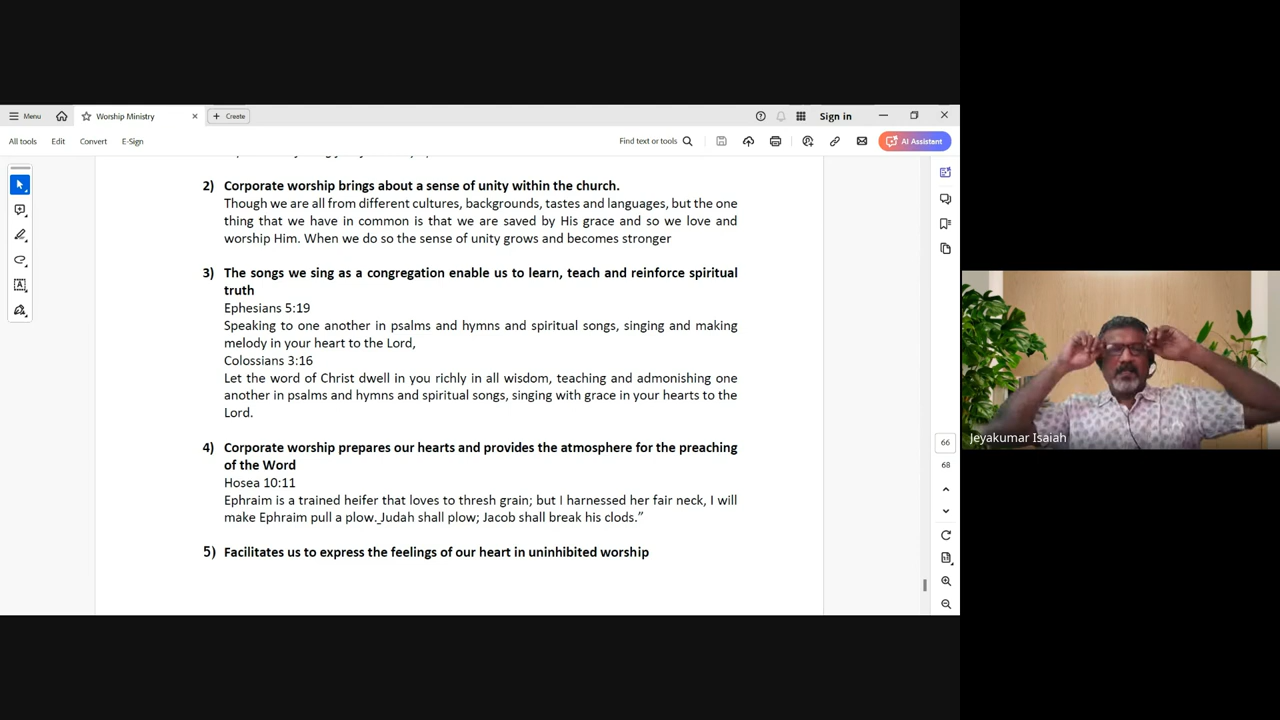 Menu
Worship Ministry
Create
Sign in
All tools
Edit
Convert
E-Sign
Find text or tools
AI Assistant
2) Corporate worship brings about a sense of unity within the church.
Though we are all from different cultures, backgrounds, tastes and languages, but the one
thing that we have in common is that we are saved by His grace and so we love and
worship Him. When we do so the sense of unity grows and becomes stronger
3) The songs we sing as a congregation enable us to learn, teach and reinforce spiritual
truth
Ephesians 5:19
Speaking to one another in psalms and hymns and spiritual songs, singing and making
melody in your heart to the Lord,
Colossians 3:16
Let the word of Christ dwell in you richly in all wisdom, teaching and admonishing one
another in psalms and hymns and spiritual songs, singing with grace in your hearts to the
Lord.
4) Corporate worship prepares our hearts and provides the atmosphere for the preaching
of the Word
Hosea 10:11
Ephraim is a trained heifer that loves to thresh grain; but I harnessed her fair neck, I will
make Ephraim pull a plow. Judah shall plow; Jacob shall break his clods.”
5) Facilitates us to express the feelings of our heart in uninhibited worship
66
68
Jeyakumar Isaiah